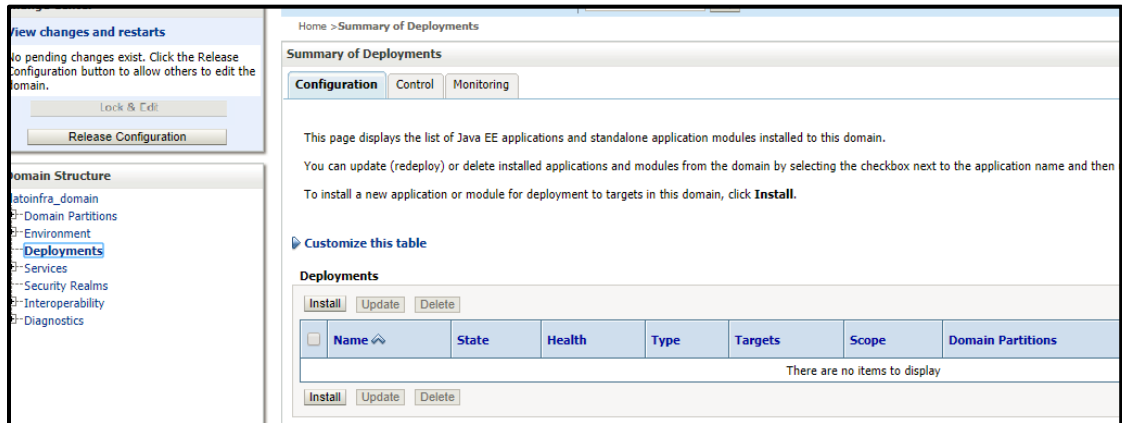 View changes and restarts
No pending changes exist. Click the Release
Configuration button to allow others to edit the
domain.
Lock & Edit
Release Configuration
Domain Structure
latoinfra_domain
Domain Partitions
Environment
Deployments
Services
Security Realms
Interoperability
Diagnostics
Home >Summary of Deployments
Summary of Deployments
Configuration Control Monitoring
This page displays the list of Java EE applications and standalone application modules installed to this domain.
You can update (redeploy) or delete installed applications and modules from the domain by selecting the checkbox next to the application name and then
To install a new application or module for deployment to targets in this domain, click Install.
Customize this table
Deployments
Install Update Delete
Name State Health Type Targets Scope Domain Partitions
There are no items to display
Install Update Delete